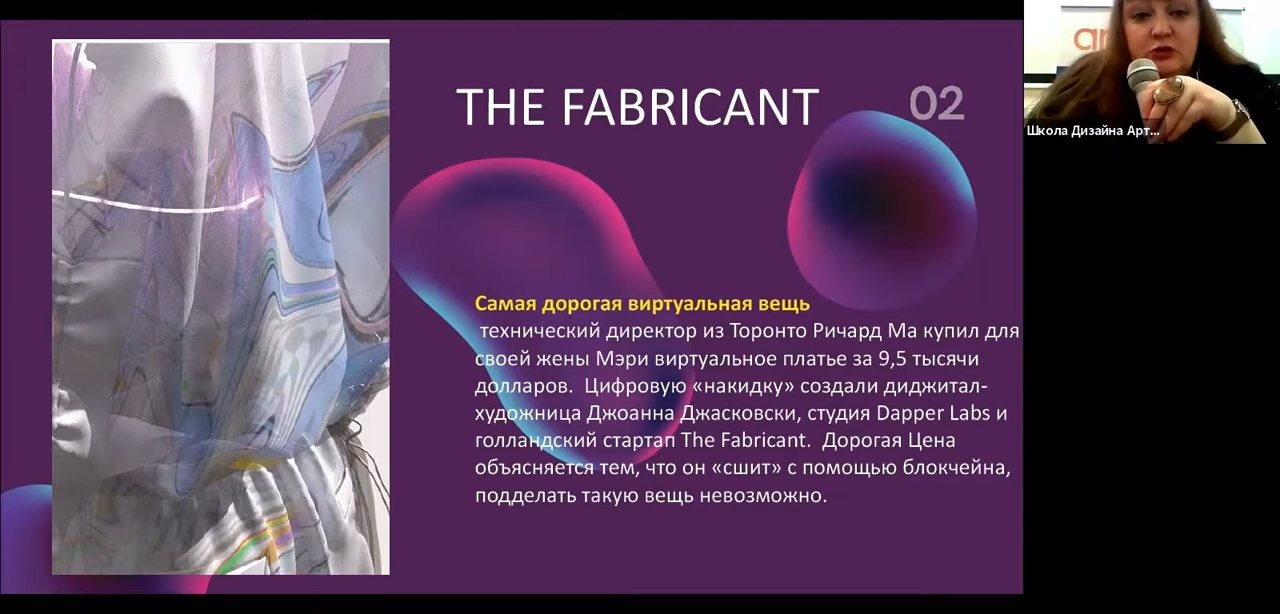 THE FABRICANT
02
Самая дорогая виртуальная вещь
технический директор из Торонто Ричард Ма купил для
своей жены Мэри виртуальное платье за 9,5 тысячи
долларов. Цифровую «накидку» создали диджитал-
художница Джоанна Джасковски, студия Dapper Labs и
голландский стартап The Fabricant. Дорогая Цена
объясняется тем, что он «сшит» с помощью блокчейна,
подделать такую вещь невозможно.
Школа Дизайна Арт...